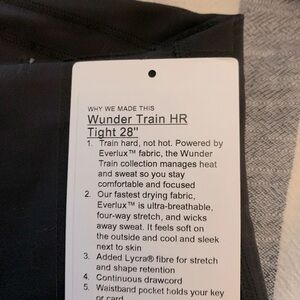 WHY WE MADE THIS
Wunder Train HR
Tight 28"
1. Train hard, not hot. Powered by
Everlux™ fabric, the Wunder
Train collection manages heat
and sweat so you stay
comfortable and focused
2. Our fastest drying fabric,
Everlux™ is ultra-breathable,
four-way stretch, and wicks
away sweat. It feels soft on
the outside and cool and sleek
next to skin
3. Added Lycra® fibre for stretch
and shape retention
4. Continuous drawcord
5. Waistband pocket holds your key
or card